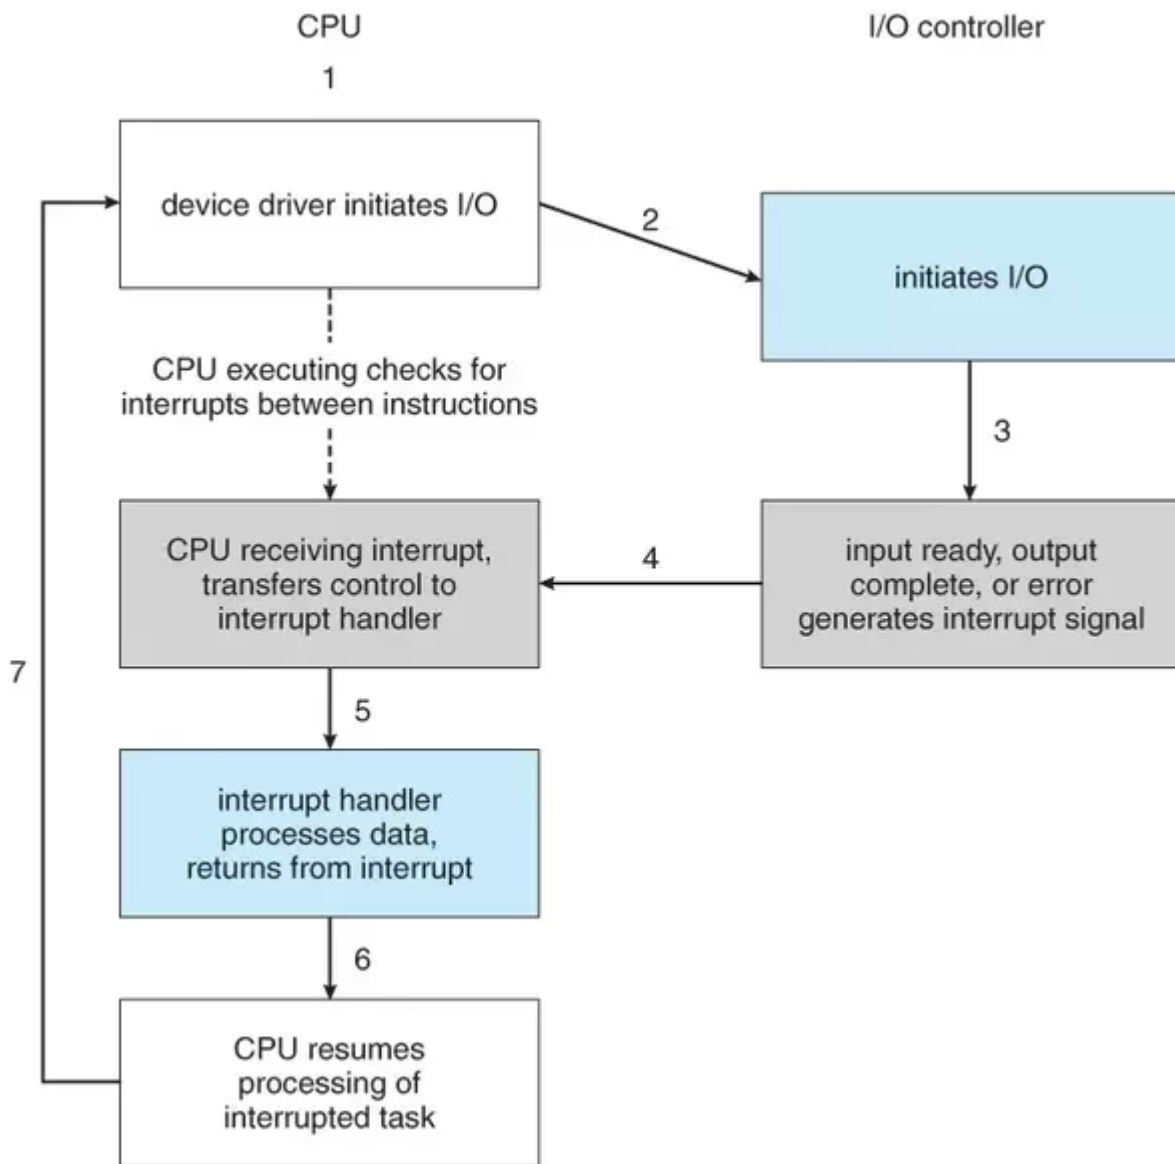 CPU
I/O controller
1
device driver initiates I/O
2
initiates I/O
CPU executing checks for
interrupts between instructions
3
CPU receiving interrupt,
transfers control to
interrupt handler
4
input ready, output
complete, or error
generates interrupt signal
7
5
interrupt handler
processes data,
returns from interrupt
6
CPU resumes
processing of
interrupted task